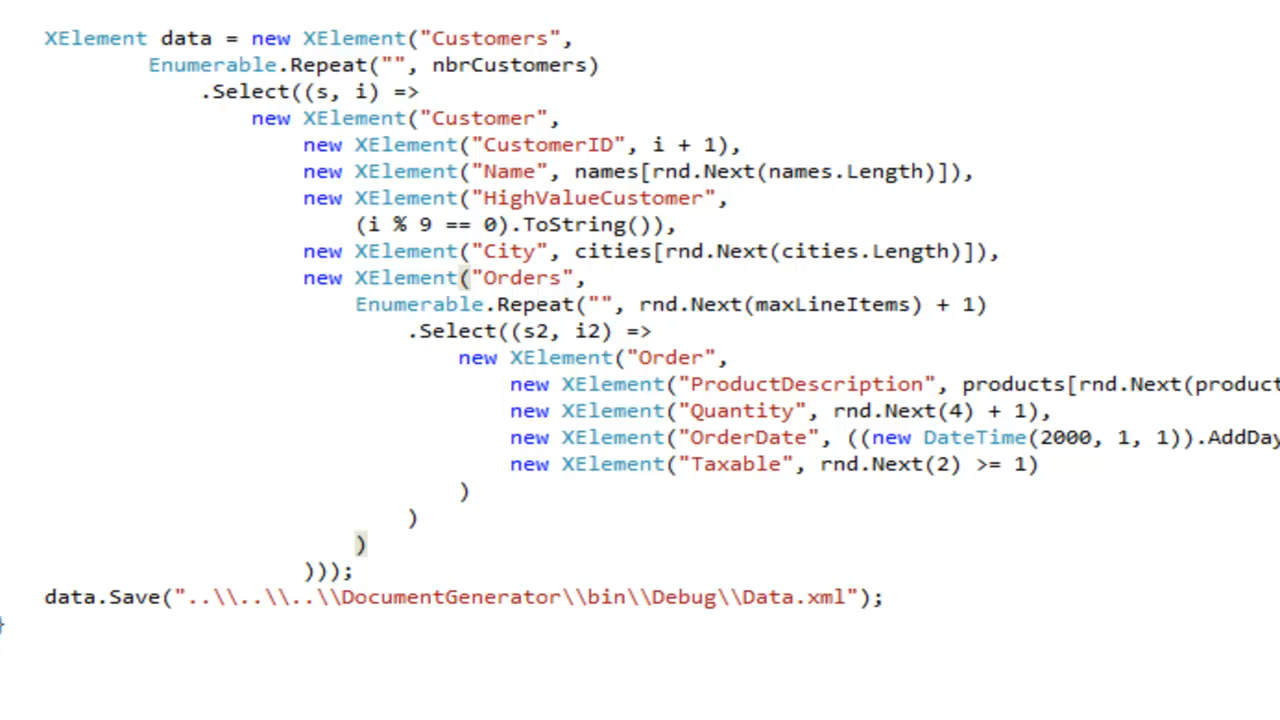 XElement data = new XElement("Customers",
Enumerable.Repeat("", nbrCustomers)
.Select((s, i) =>
new XElement("Customer",
new XElement("CustomerID", i + 1),
new XElement("Name", names[rnd.Next(names.Length)]),
new XElement("HighValueCustomer",
(i % 9 == 0).ToString()),
new XElement("City", cities[rnd.Next(cities.Length)]),
new XElement("Orders",
Enumerable.Repeat("", rnd.Next(maxLineItems) + 1)
.Select((s2, i2) =>
new XElement("Order",
new XElement("ProductDescription", products[rnd.Next(product
new XElement("Quantity", rnd.Next(4) + 1),
new XElement("OrderDate", ((new DateTime(2000, 1, 1)).AddDay
new XElement("Taxable", rnd.Next(2) >= 1)
)
)
)
)));
data.Save("..\\..\\..\\DocumentGenerator\\bin\\Debug\\Data.xml");
}